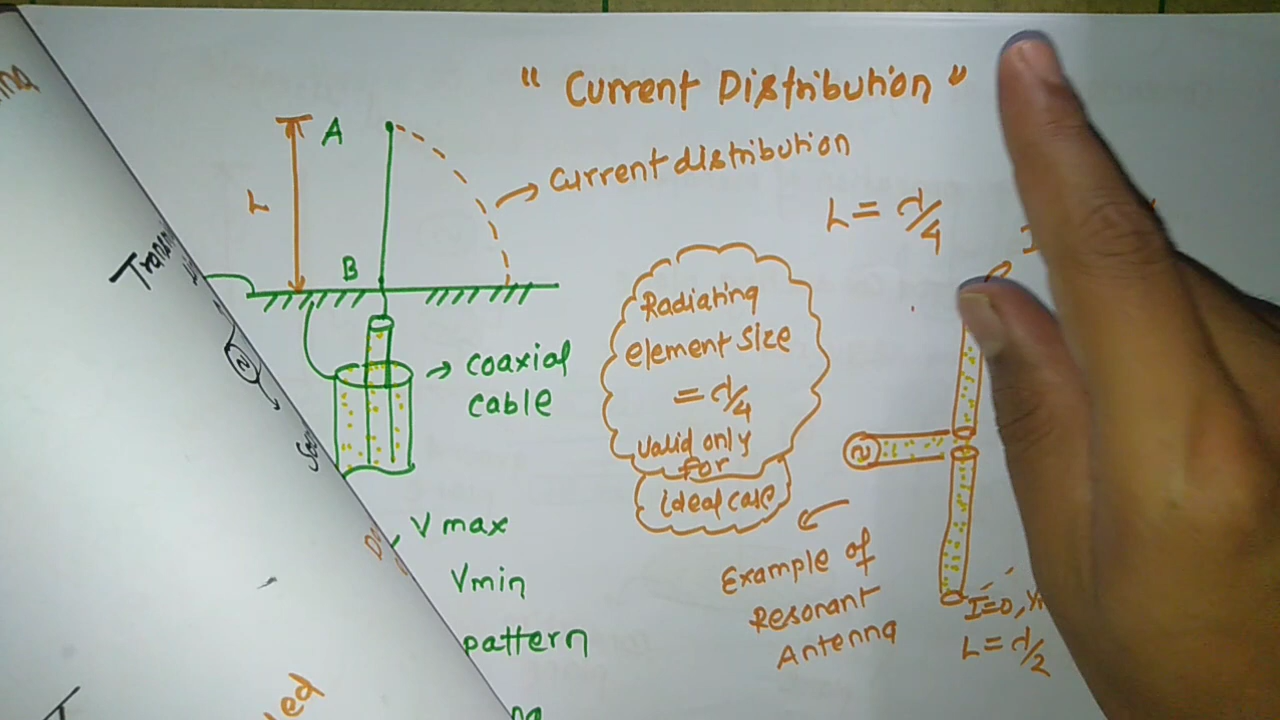 " Current Distribution "
A
Current distribution
L
L = λ/4
B
Radiating
element size
= λ/4
valid only
for
ideal case
→ coaxial
cable
Vmax
Vmin
pattern
Example of
Resonant
Antenna
I=0,
L = λ/2